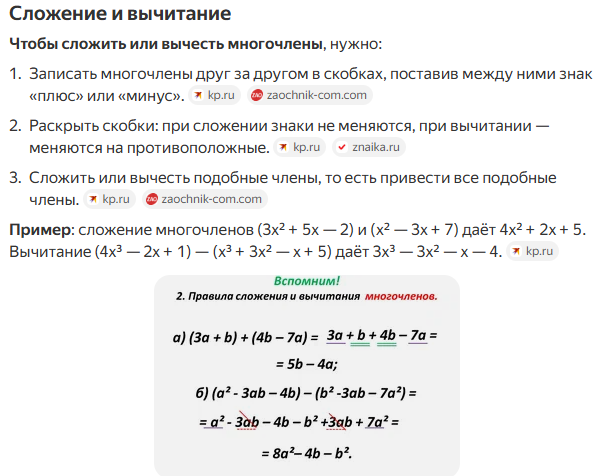 Сложение и вычитание
Чтобы сложить или вычесть многочлены, нужно:
1. Записать многочлены друг за другом в скобках, поставив между ними знак
«плюс» или «минус». kp.ru zaochnik-com.com
2. Раскрыть скобки: при сложении знаки не меняются, при вычитании —
меняются на противоположные. kp.ru znaika.ru
3. Сложить или вычесть подобные члены, то есть привести все подобные
члены. kp.ru zaochnik-com.com
Пример: сложение многочленов (3x² + 5x — 2) и (x² — 3x + 7) даёт 4x² + 2x + 5.
Вычитание (4x³ — 2x + 1) — (x³ + 3x² — x + 5) даёт 3x³ — 3x² — x — 4. kp.ru
Вспомним!
2. Правила сложения и вычитания многочленов.
а) (3a + b) + (4b – 7a) = 3a + b + 4b – 7a =
= 5b – 4a;
б) (a² - 3ab – 4b) – (b² -3ab – 7a²) =
= a² - 3ab – 4b – b² +3ab + 7a² =
= 8a²– 4b – b².